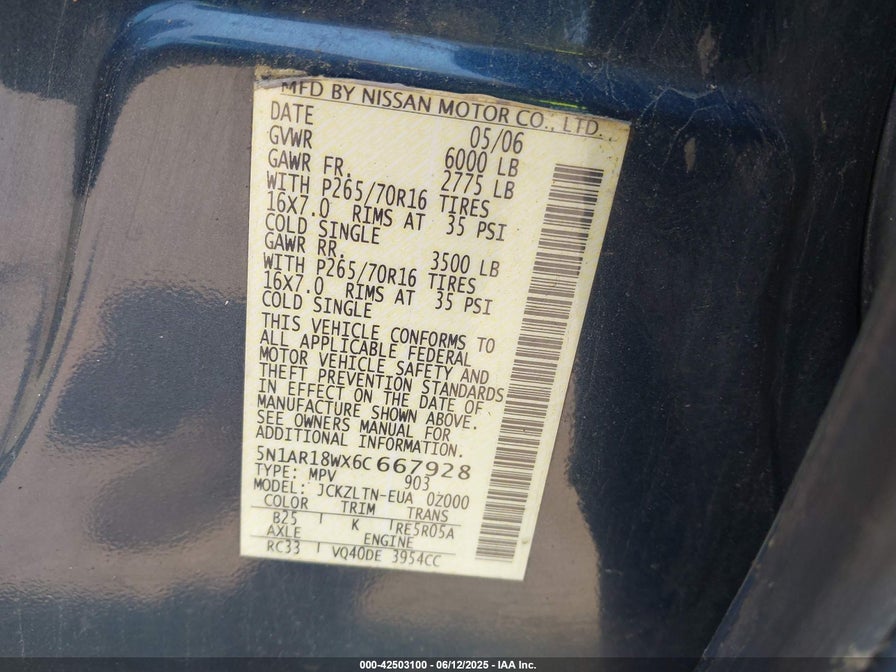 MFD BY NISSAN MOTOR CO., LTD.
DATE 05/06
GVWR 6000 LB
GAWR FR. 2775 LB
WITH P265/70R16 TIRES
16X7.0 RIMS AT 35 PSI
COLD SINGLE
GAWR RR. 3500 LB
WITH P265/70R16 TIRES
16X7.0 RIMS AT 35 PSI
COLD SINGLE
THIS VEHICLE CONFORMS TO
ALL APPLICABLE FEDERAL
MOTOR VEHICLE SAFETY AND
THEFT PREVENTION STANDARDS
IN EFFECT ON THE DATE OF
MANUFACTURE SHOWN ABOVE.
SEE OWNERS MANUAL FOR
ADDITIONAL INFORMATION.
5N1AR18WX6C667928
TYPE: MPV 903
MODEL: JCKZLTN-EUA 0Z000
COLOR TRIM TRANS
B25 K RE5R05A
AXLE ENGINE
RC33 VQ40DE 3954CC
000-42503100 - 06/12/2025 - IAA Inc.